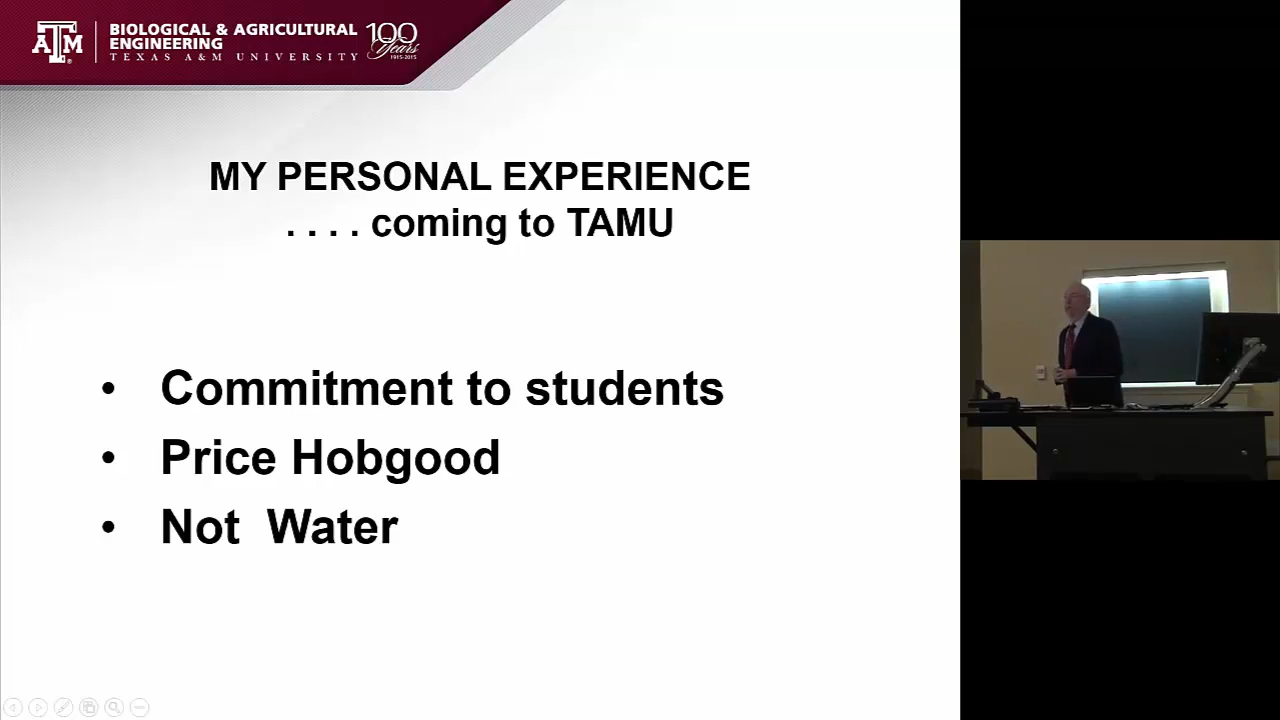 BIOLOGICAL & AGRICULTURAL
ENGINEERING
TEXAS A&M UNIVERSITY
ATM
100
Years
1915-2015
MY PERSONAL EXPERIENCE
. . . . coming to TAMU
• Commitment to students
• Price Hobgood
• Not Water